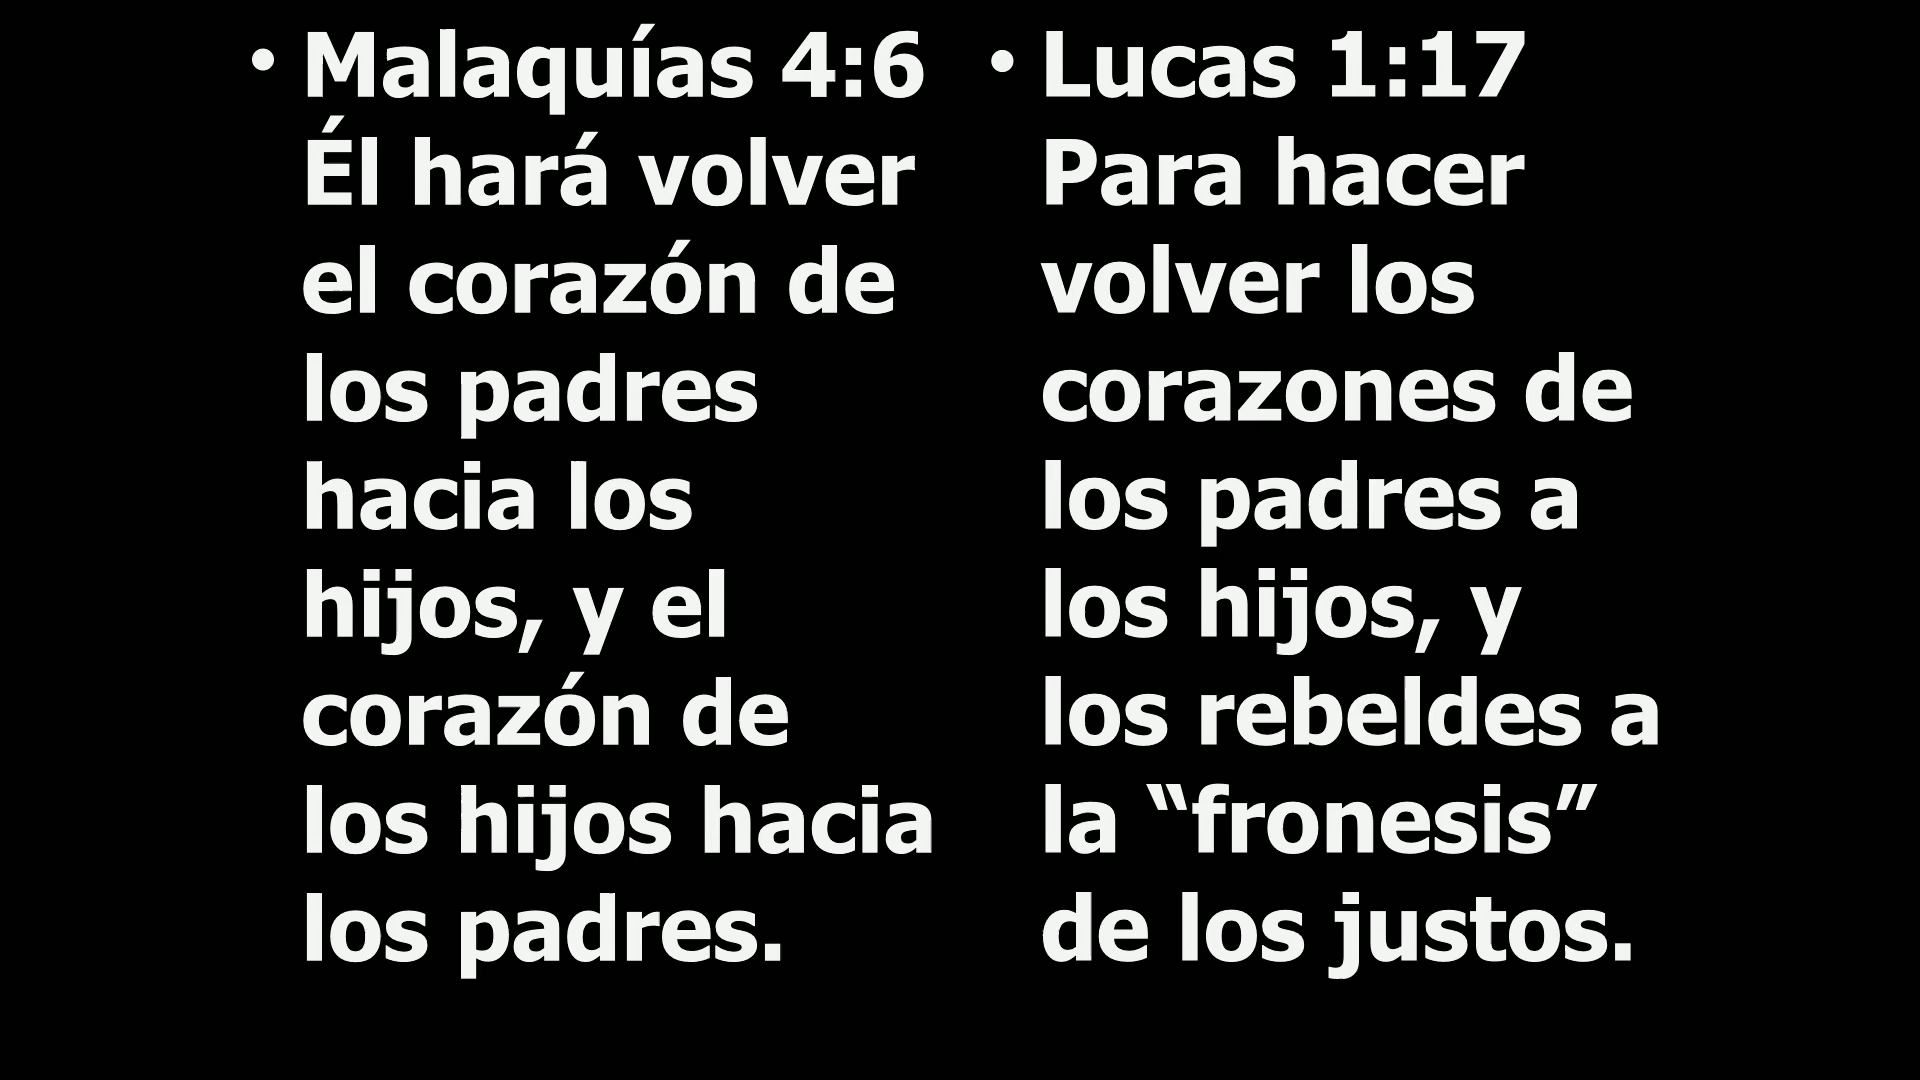 • Malaquías 4:6
Él hará volver
el corazón de
los padres
hacia los
hijos, y el
corazón de
los hijos hacia
los padres.
• Lucas 1:17
Para hacer
volver los
corazones de
los padres a
los hijos, y
los rebeldes a
la “fronesis”
de los justos.